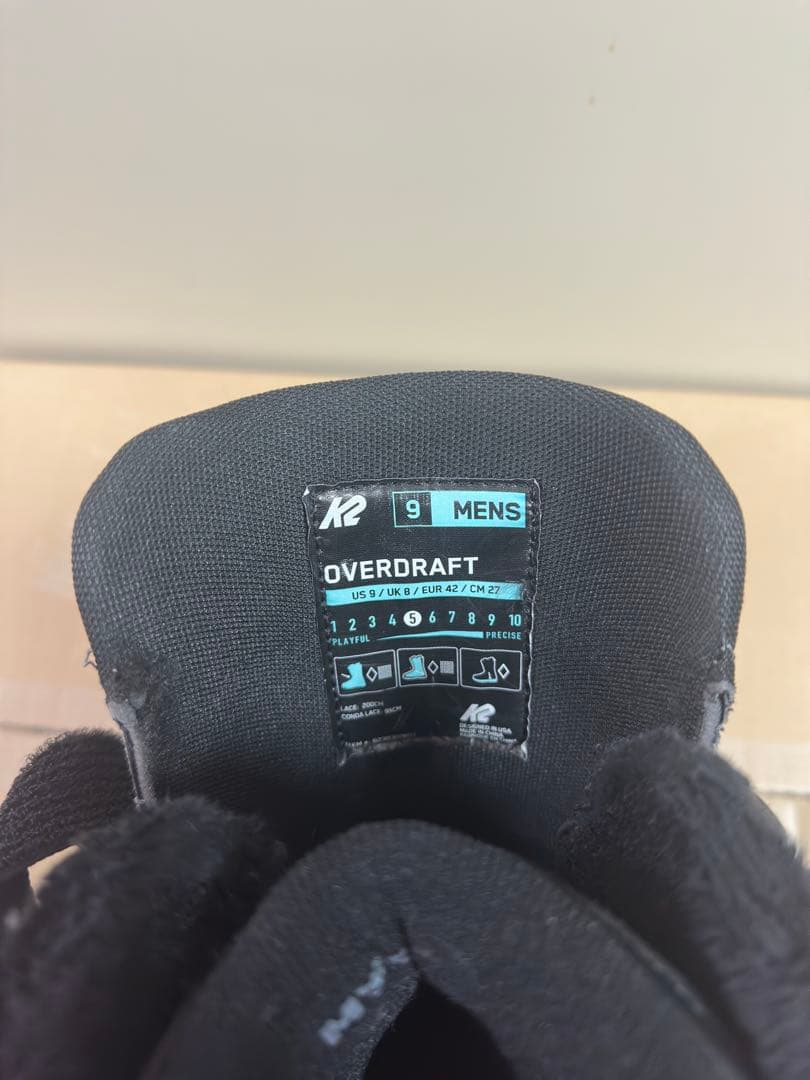 K2 9 MENS
OVERDRAFT
US 9 / UK 8 / EUR 42 / CM 27
1 2 3 4 5 6 7 8 9 10
PLAYFUL PRECISE
LACE: 200CM
CONDA LACE: 95CM
K2
DESIGNED IN USA
MADE IN CHINA